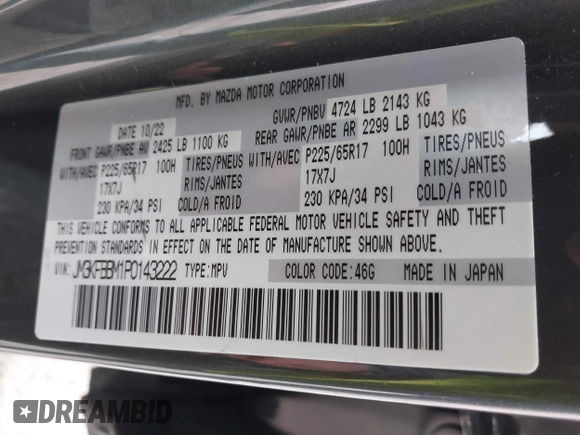 MFD. BY MAZDA MOTOR CORPORATION
DATE 10/22 GVWR/PNBV 4724 LB 2143 KG
FRONT GAWR/PNBE AV 2425 LB 1100 KG REAR GAWR/PNBE AR 2299 LB 1043 KG
WITH/AVEC P225/65R17 100H TIRES/PNEUS WITH/AVEC P225/65R17 100H TIRES/PNEUS
17X7J RIMS/JANTES 17X7J RIMS/JANTES
230 KPA/34 PSI COLD/A FROID 230 KPA/34 PSI COLD/A FROID
THIS VEHICLE CONFORMS TO ALL APPLICABLE FEDERAL MOTOR VEHICLE SAFETY AND THEFT
PREVENTION STANDARDS IN EFFECT ON THE DATE OF MANUFACTURE SHOWN ABOVE.
VIN: JM3KFBBM1P0143222 TYPE: MPV COLOR CODE: 46G MADE IN JAPAN
DREAMBID